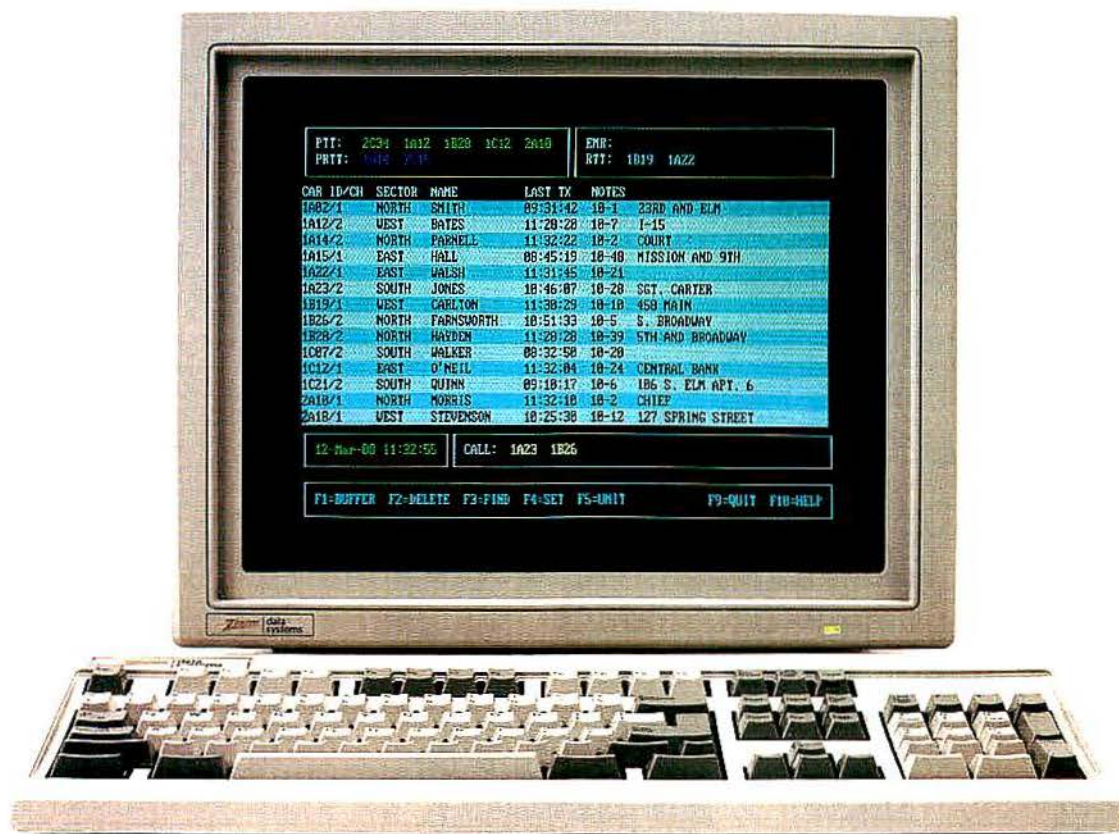 PTT: 2C34 1A12 1B28 1C12 2A10
PRTT:
EMR:
RTT: 1B19 1A22
CAR ID/CH SECTOR NAME LAST TX NOTES
1A02/1 NORTH SMITH 09:31:42 10-1 23RD AND ELM
1A12/2 WEST BATES 11:28:28 10-7 I-15
1A14/2 NORTH PARNELL 11:32:22 10-2 COURT
1A15/1 EAST HALL 08:45:19 10-40 MISSION AND 9TH
1A22/1 EAST WALSH 11:31:45 10-21
1A23/2 SOUTH JONES 10:46:07 10-20 SGT. CARTER
1B19/1 WEST CARLTON 11:30:29 10-10 450 MAIN
1B26/2 NORTH FARNSWORTH 10:51:33 10-5 S. BROADWAY
1B28/2 NORTH HAYDEN 11:28:28 10-39 5TH AND BROADWAY
1C07/2 SOUTH WALKER 08:32:50 10-20
1C12/1 EAST O'NEIL 11:32:04 10-24 CENTRAL BANK
1C21/2 SOUTH QUINN 09:10:17 10-6 106 S. ELM APT. 6
2A10/1 NORTH MORRIS 11:32:10 10-2 CHIEF
2A18/1 WEST STEVENSON 10:25:30 10-12 127 SPRING STREET
12-Mar-88 11:32:55
CALL: 1A23 1B26
F1=BUFFER F2=DELETE F3=FIND F4=SET F5=UNIT F9=QUIT F10=HELP
ZENITH data systems